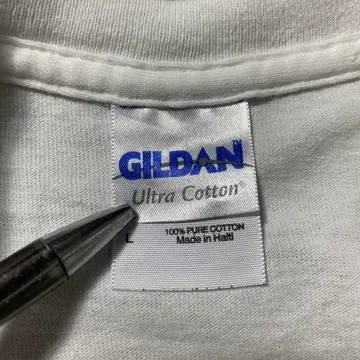 GILDAN
Ultra Cotton®
L
100% PURE COTTON
Made in Haiti